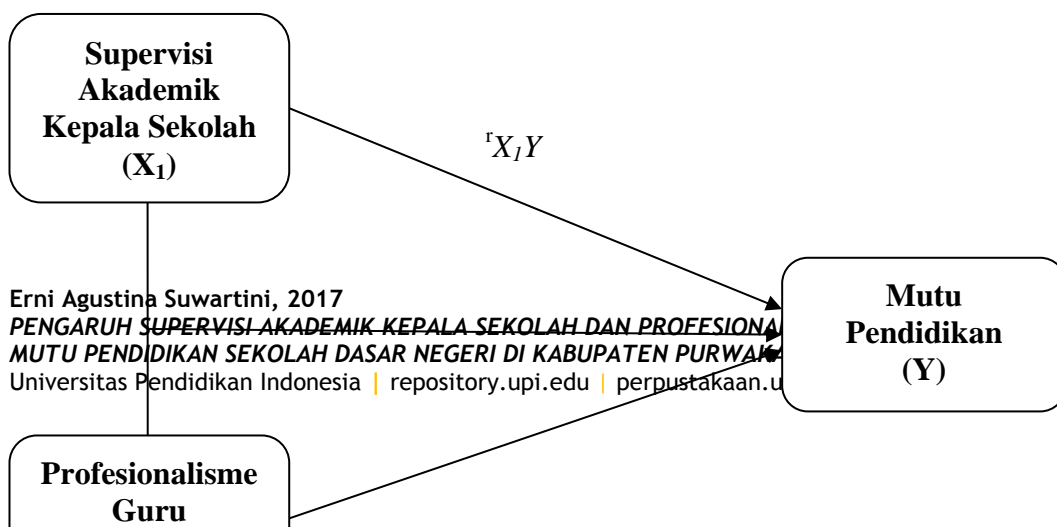 Supervisi
Akademik
Kepala Sekolah
(X₁)
ʳX₁Y
Erni Agustina Suwartini, 2017
PENGARUH SUPERVISI AKADEMIK KEPALA SEKOLAH DAN PROFESIONA
MUTU PENDIDIKAN SEKOLAH DASAR NEGERI DI KABUPATEN PURWAKA
Universitas Pendidikan Indonesia | repository.upi.edu | perpustakaan.u
Mutu
Pendidikan
(Y)
Profesionalisme
Guru